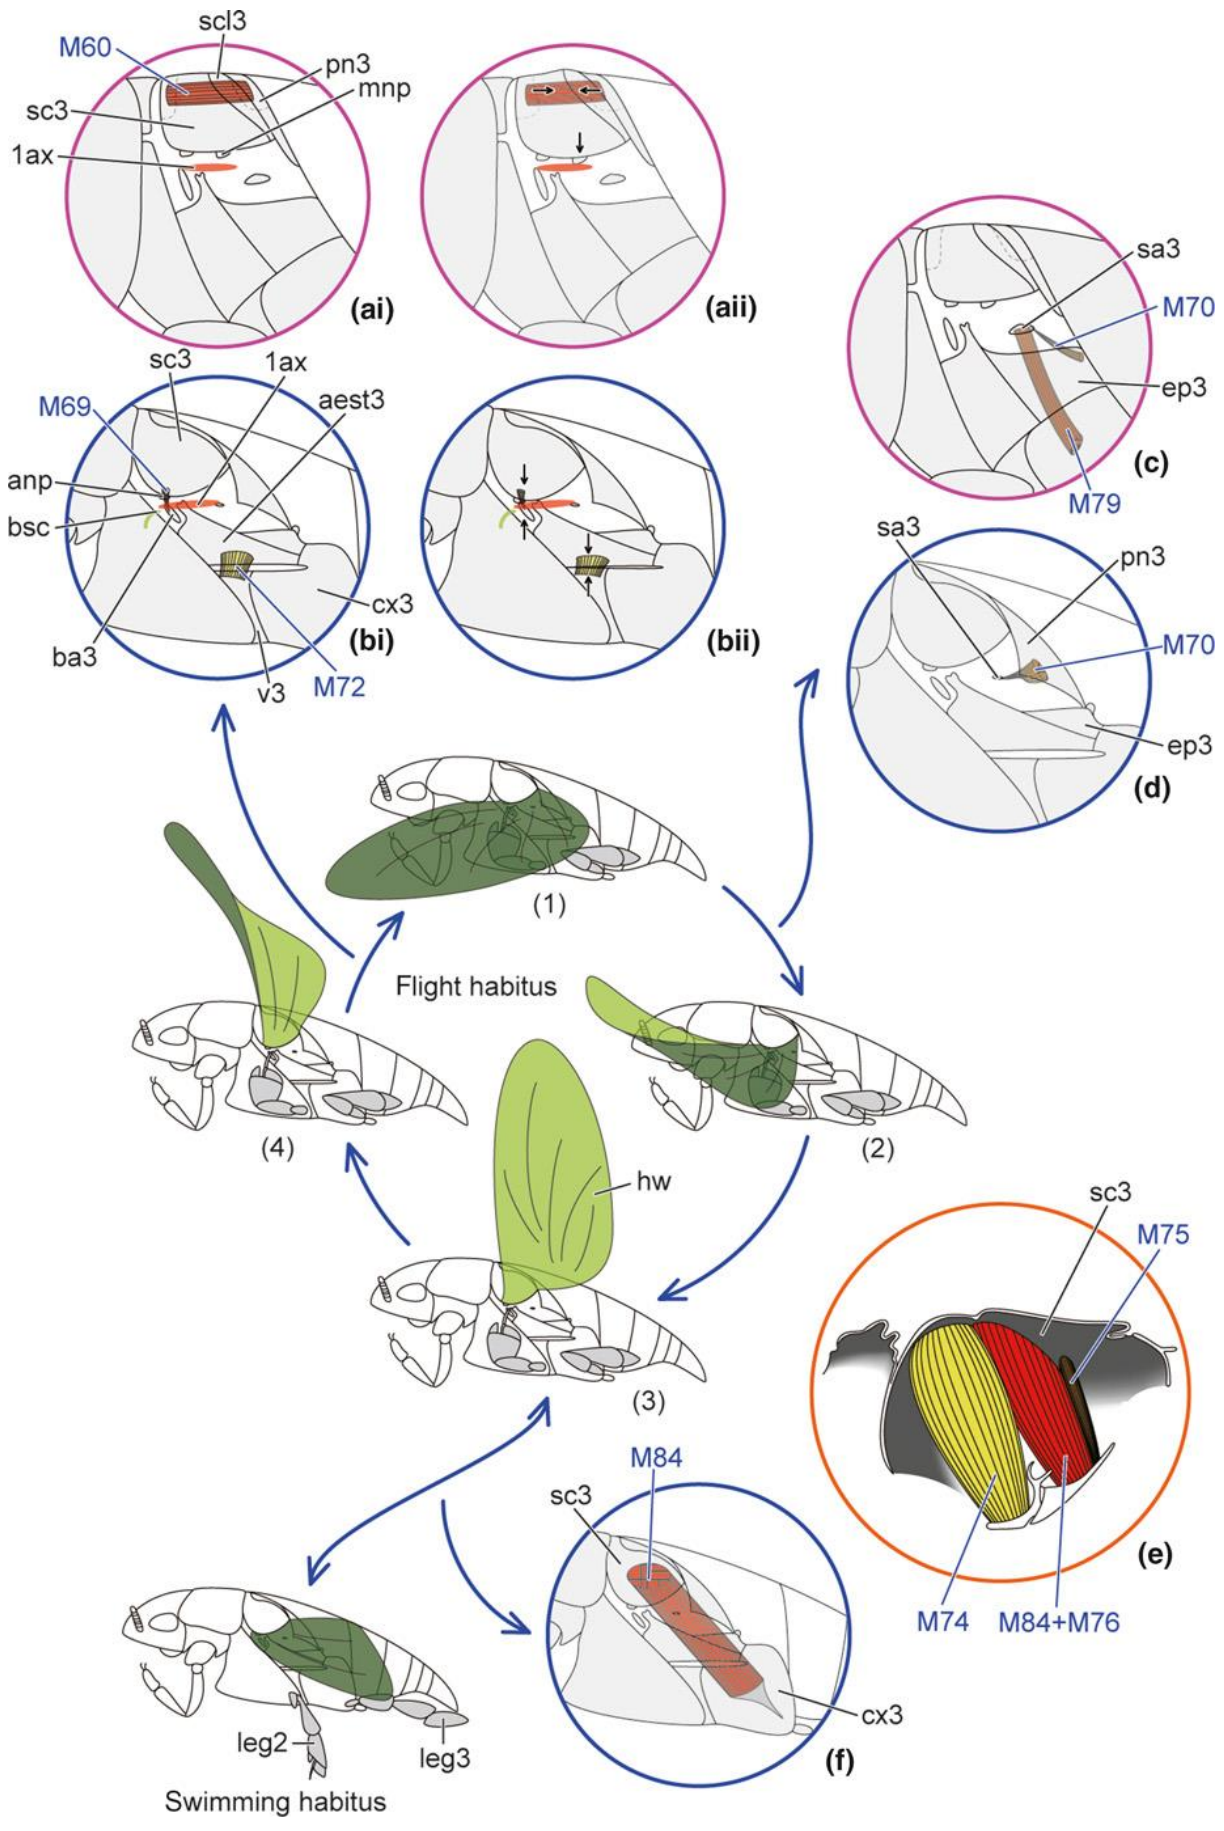 scl3
M60
pn3
mnp
sc3
1ax
(ai)
(aii)
sa3
M70
ep3
M79
(c)
sc3
1ax
M69
aest3
anp
bsc
cx3
ba3
v3
M72
(bi)
(bii)
sa3
pn3
M70
ep3
(d)
(1)
Flight habitus
(4)
(2)
hw
(3)
sc3
M75
M74
M84+M76
(e)
M84
sc3
cx3
(f)
leg2
leg3
Swimming habitus